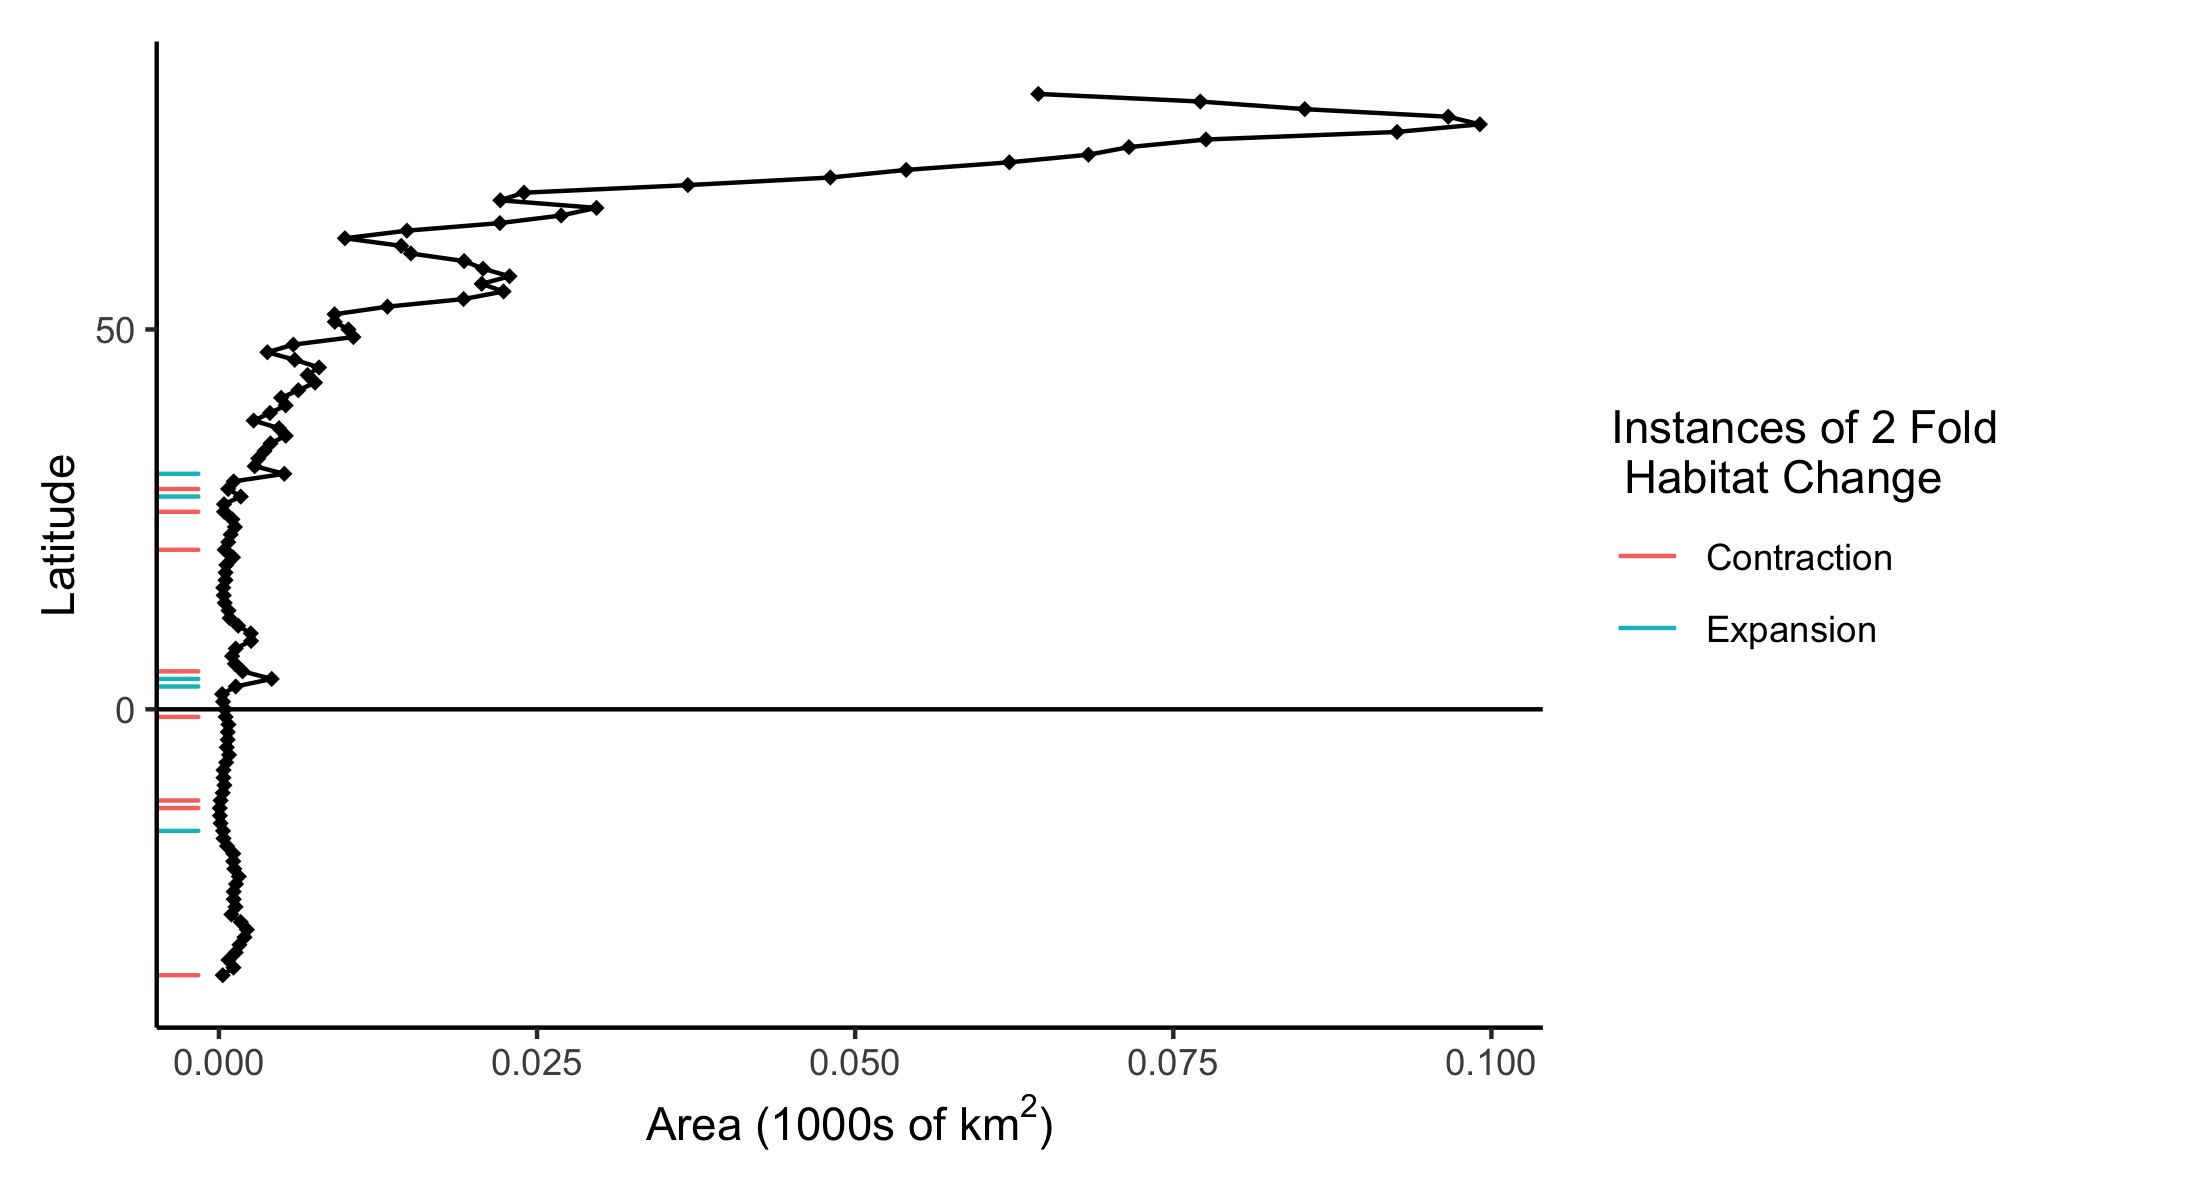 50
0
Latitude
0.000 0.025 0.050 0.075 0.100
Area (1000s of km²)
Instances of 2 Fold
Habitat Change
Contraction
Expansion